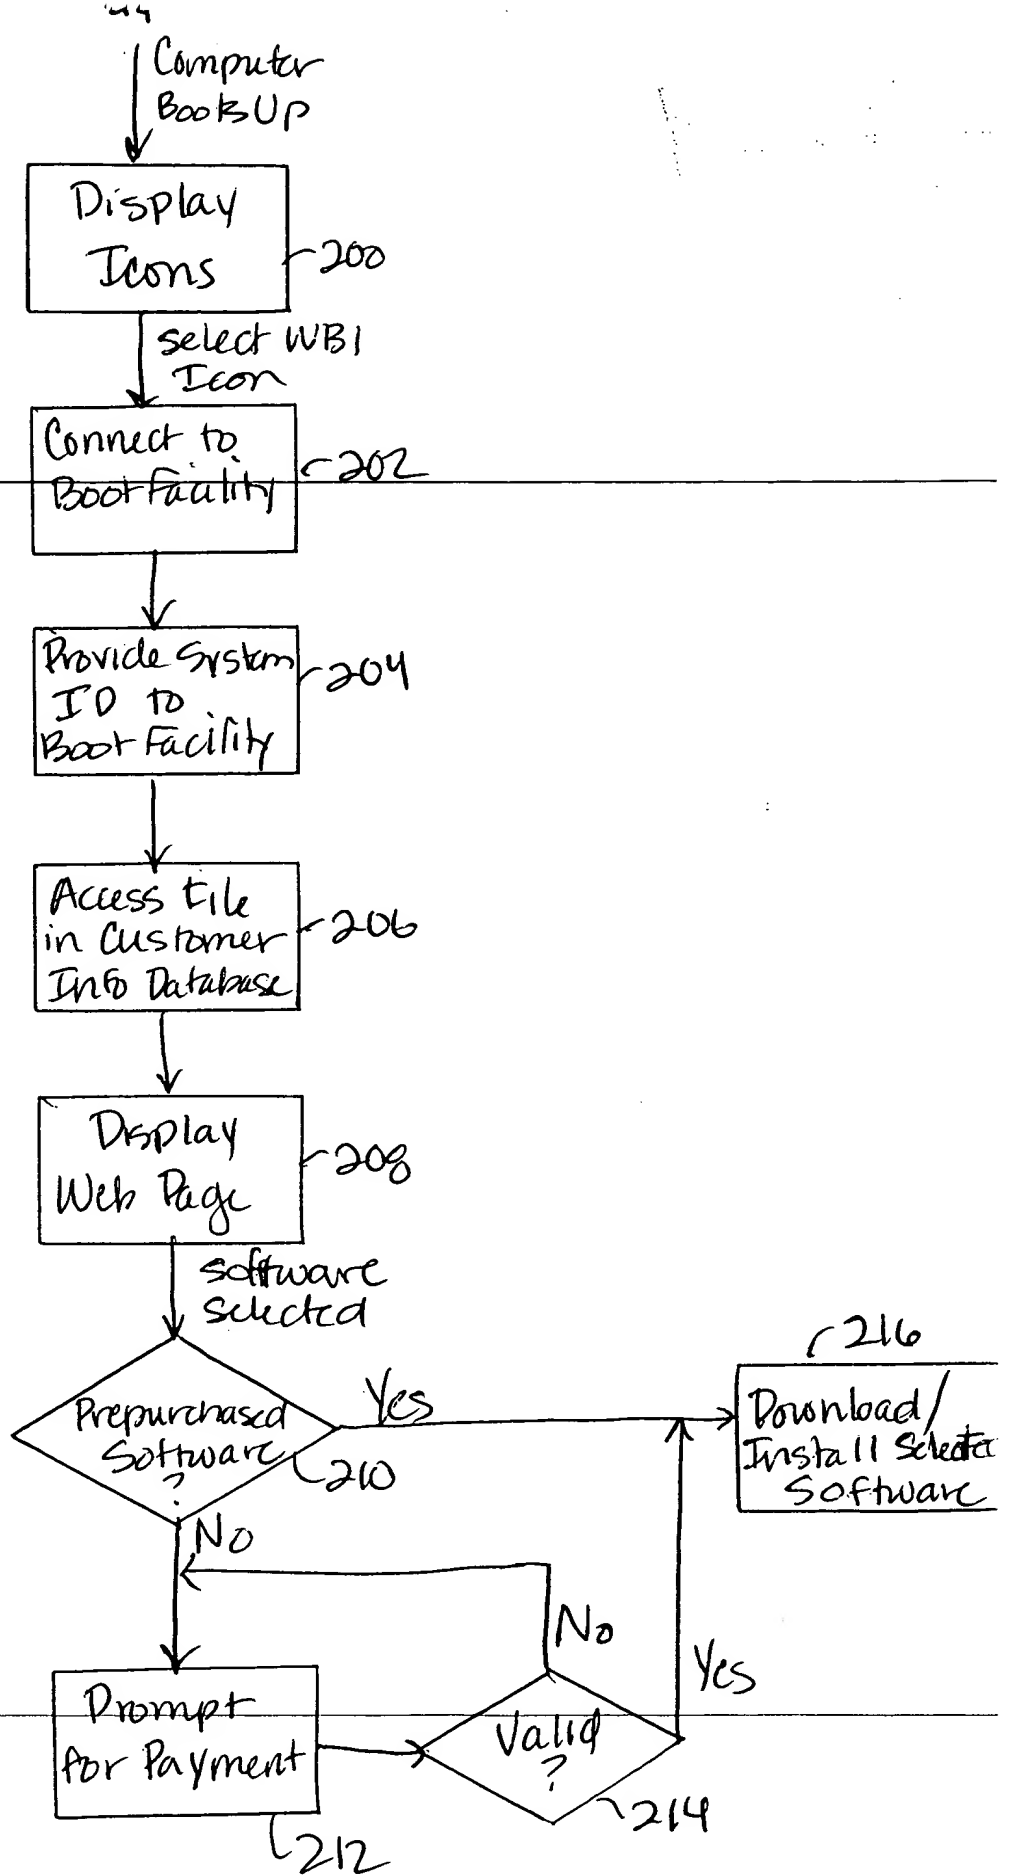 Computer
Boots Up
Display
Icons
200
select WBI
Icon
Connect to
Boot Facility
202
Provide System
ID to
Boot Facility
204
Access File
in Customer
Info Database
206
Display
Web Page
208
software
selected
Prepurchased
Software
?
210
Yes
216
Download/
Install Selected
Software
No
No
Yes
Prompt
for Payment
212
Valid
?
214